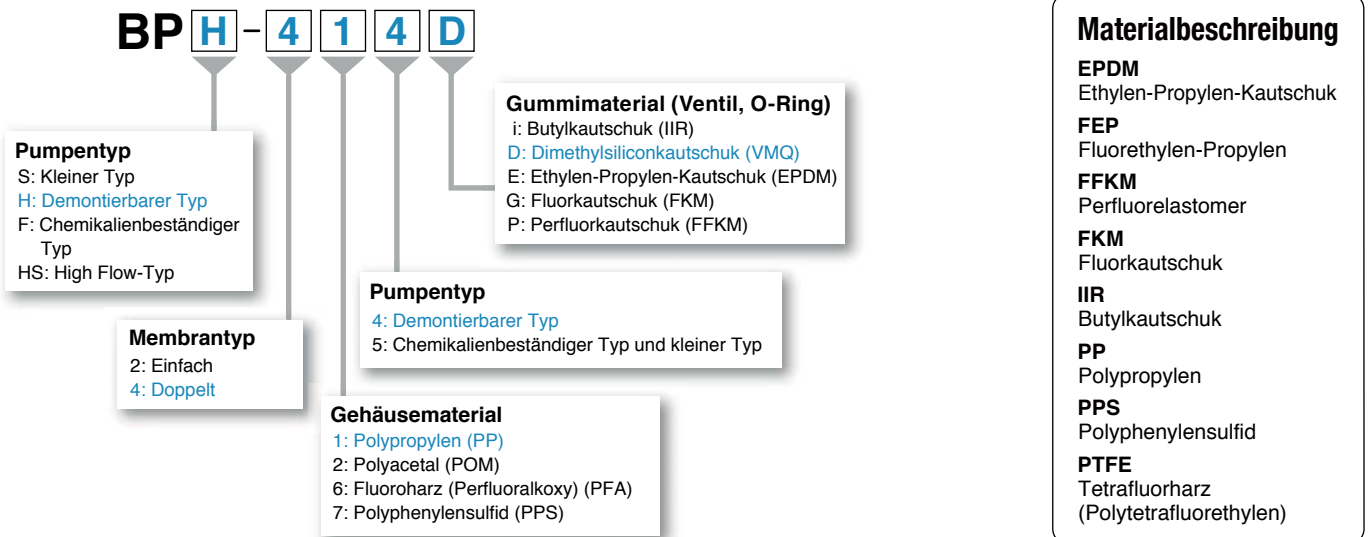 BP H - 4 1 4 D
Pumpentyp
S: Kleiner Typ
H: Demontierbarer Typ
F: Chemikalienbeständiger
Typ
HS: High Flow-Typ
Membrantyp
2: Einfach
4: Doppelt
Gehäusematerial
1: Polypropylen (PP)
2: Polyacetal (POM)
6: Fluoroharz (Perfluoralkoxy) (PFA)
7: Polyphenylensulfid (PPS)
Pumpentyp
4: Demontierbarer Typ
5: Chemikalienbeständiger Typ und kleiner Typ
Gummimaterial (Ventil, O-Ring)
i: Butylkautschuk (IIR)
D: Dimethylsiliconkautschuk (VMQ)
E: Ethylen-Propylen-Kautschuk (EPDM)
G: Fluorkautschuk (FKM)
P: Perfluorkautschuk (FFKM)
Materialbeschreibung
EPDM
Ethylen-Propylen-Kautschuk
FEP
Fluorethylen-Propylen
FFKM
Perfluorelastomer
FKM
Fluorkautschuk
IIR
Butylkautschuk
PP
Polypropylen
PPS
Polyphenylensulfid
PTFE
Tetrafluorharz
(Polytetrafluorethylen)